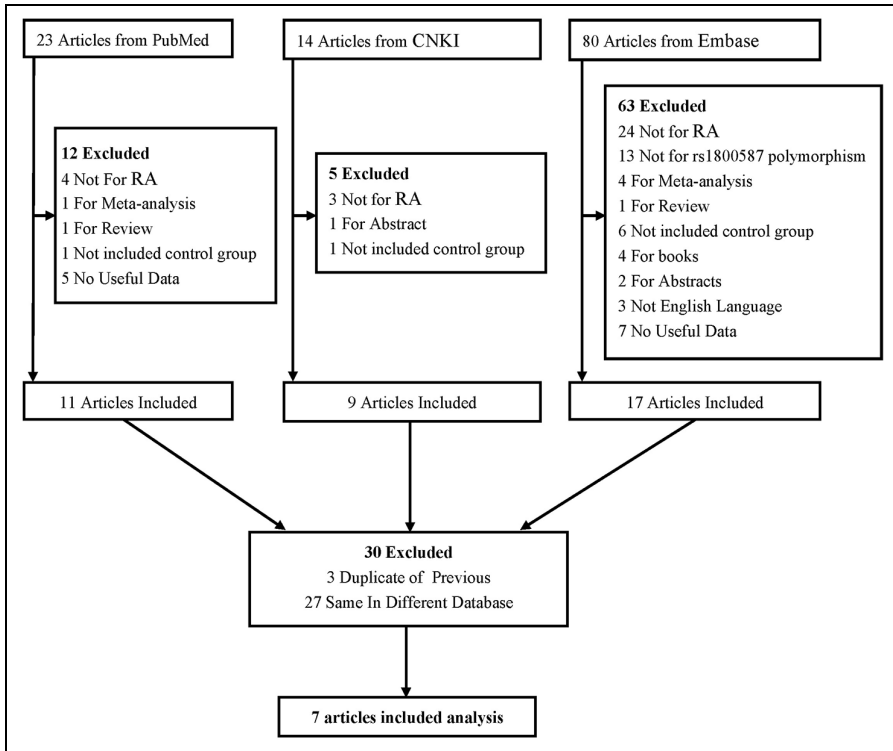 23 Articles from PubMed
14 Articles from CNKI
80 Articles from Embase
12 Excluded
4 Not For RA
1 For Meta-analysis
1 For Review
1 Not included control group
5 No Useful Data
5 Excluded
3 Not for RA
1 For Abstract
1 Not included control group
63 Excluded
24 Not for RA
13 Not for rs1800587 polymorphism
4 For Meta-analysis
1 For Review
6 Not included control group
4 For books
2 For Abstracts
3 Not English Language
7 No Useful Data
11 Articles Included
9 Articles Included
17 Articles Included
30 Excluded
3 Duplicate of Previous
27 Same In Different Database
7 articles included analysis